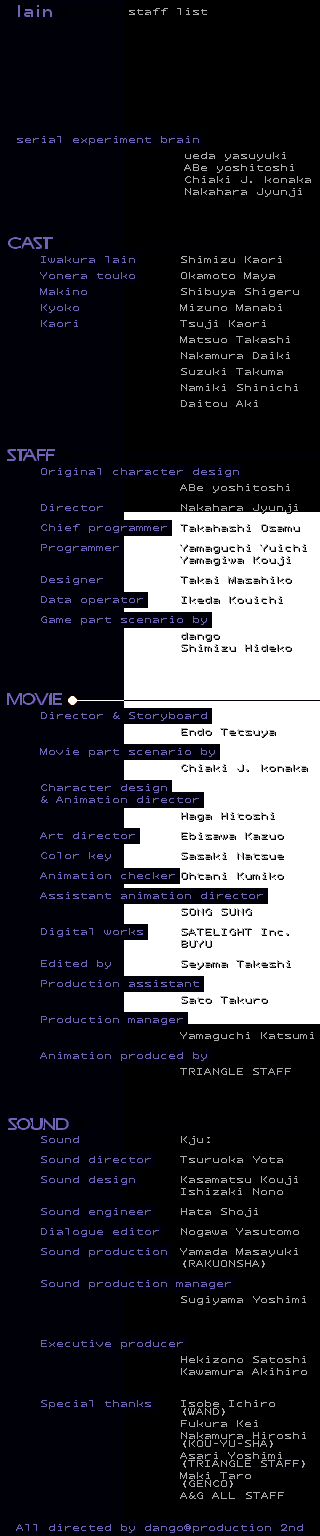 lain staff list
serial experiment brain
ueda yasuyuki
ABe yoshitoshi
Chiaki J. konaka
Nakahara Jyunji
CAST
Iwakura lain Shimizu Kaori
Yonera touko Okamoto Maya
Makino Shibuya Shigeru
Kyoko Mizuno Manabi
Kaori Tsuji Kaori
Matsuo Takashi
Nakamura Daiki
Suzuki Takuma
Namiki Shinichi
Daitou Aki
STAFF
Original character design
ABe yoshitoshi
Director Nakahara Jyunji
Chief programmer Takahashi Osamu
Programmer Yamaguchi Yuichi
Yamagiwa Kouji
Designer Takai Masahiko
Data operator Ikeda Kouichi
Game part scenario by
dango
Shimizu Hideko
MOVIE
Director & Storyboard
Endo Tetsuya
Movie part scenario by
Chiaki J. konaka
Character design
& Animation director
Haga Hitoshi
Art director Ebisawa Kazuo
Color key Sasaki Natsue
Animation checker Ohtani Kumiko
Assistant animation director
SONG SUNG
Digital works SATELIGHT Inc.
BUYU
Edited by Seyama Takeshi
Production assistant
Sato Takuro
Production manager
Yamaguchi Katsumi
Animation produced by
TRIANGLE STAFF
SOUND
Sound Kju:
Sound director Tsuruoka Yota
Sound design Kasamatsu Kouji
Ishizaki Nono
Sound engineer Hata Shoji
Dialogue editor Nogawa Yasutomo
Sound production Yamada Masayuki
(RAKUONSHA)
Sound production manager
Sugiyama Yoshimi
Executive producer
Hekizono Satoshi
Kawamura Akihiro
Special thanks Isobe Ichiro
(WAND)
Fukura Kei
Nakamura Hiroshi
(KOU-YU-SHA)
Asari Yoshimi
(TRIANGLE STAFF)
Maki Taro
(GENCO)
A&G ALL STAFF
All directed by dango@production 2nd